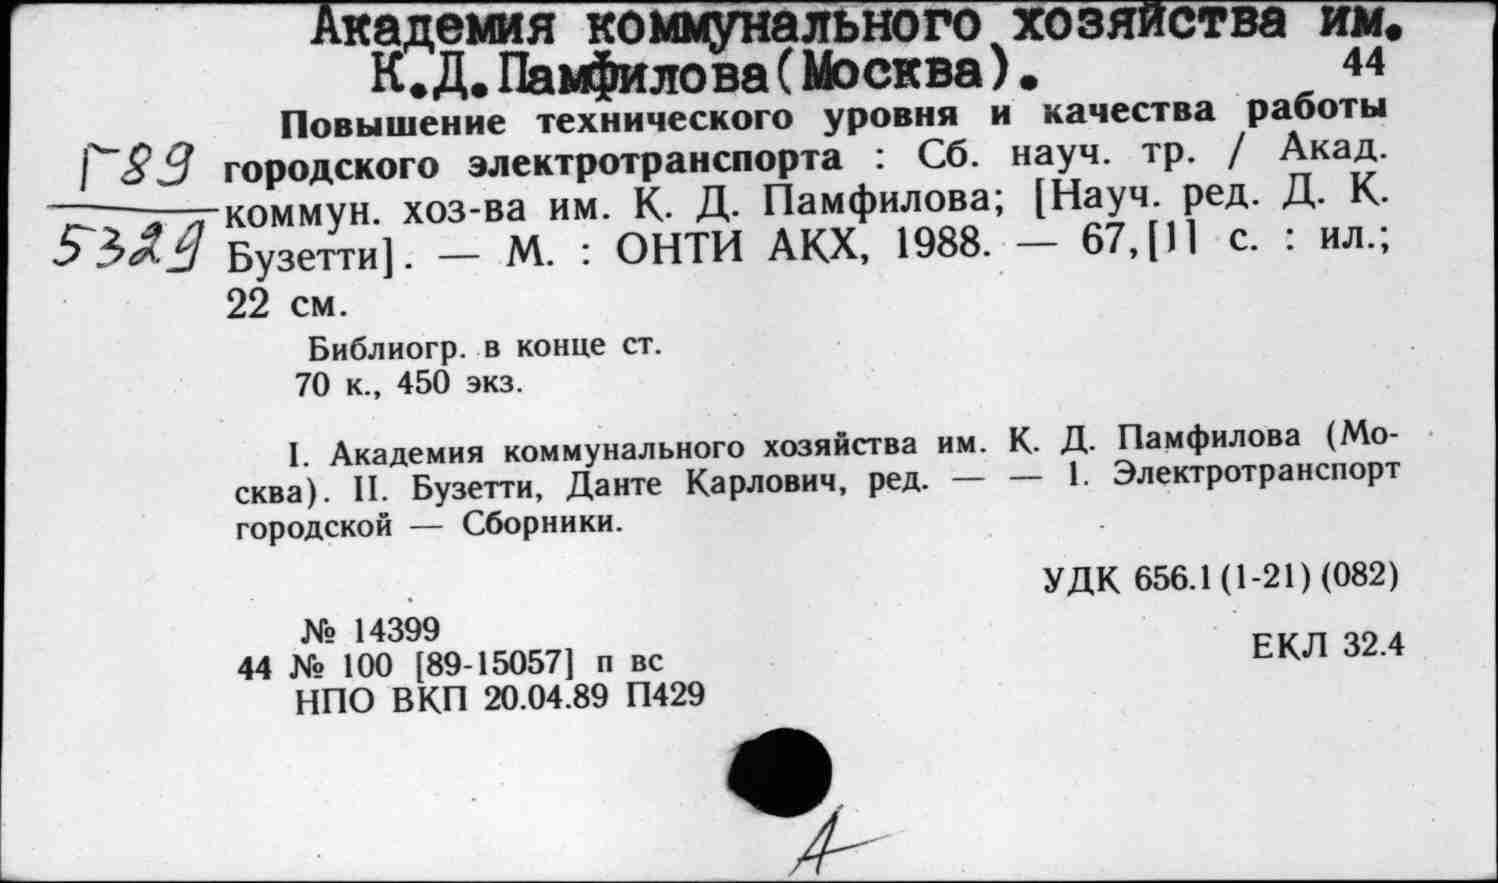 Академия коммунального хозяйства им.
К.Д.Памфилова(Москва).
44
Повышение технического уровня и качества работы
Г89 городского электротранспорта : Сб. науч. тр. / Акад.
коммун. хоз-ва им. К. Д. Памфилова; [Науч. ред. Д. К.
5329 Бузетти]. — М. : ОНТИ АКХ, 1988. — 67,[1] с. : ил.;
22 см.
Библиогр. в конце ст.
70 к., 450 экз.
I. Академия коммунального хозяйства им. К. Д. Памфилова (Мо-
сква). II. Бузетти, Данте Карлович, ред. — — 1. Электротранспорт
городской — Сборники.
УДК 656.1(1-21)(082)
№ 14399
44 № 100 [89-15057] п вс
ЕКЛ 32.4
НПО ВКП 20.04.89 П429
А